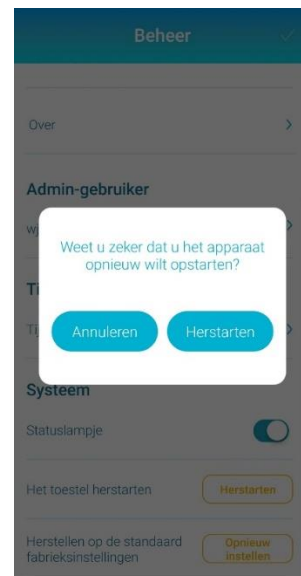 Beheer
Over
Admin-gebruiker
Weet u zeker dat u het apparaat
opnieuw wilt opstarten?
Annuleren
Herstarten
Systeem
Statuslampje
Het toestel herstarten
Herstarten
Herstellen op de standaard
fabrieksinstellingen
Opnieuw
instellen